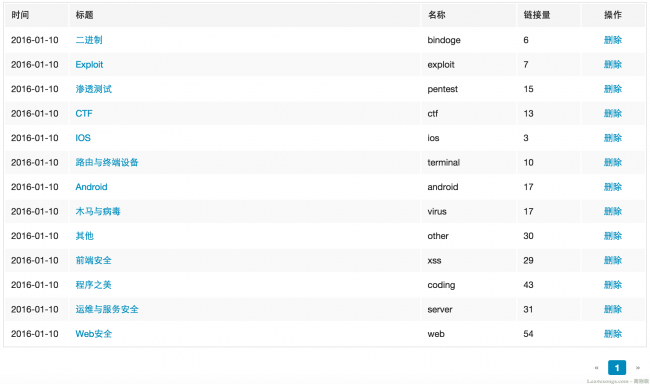 时间 标题 名称 链接量 操作
2016-01-10 二进制 bindoge 6 删除
2016-01-10 Exploit exploit 7 删除
2016-01-10 渗透测试 pentest 15 删除
2016-01-10 CTF ctf 13 删除
2016-01-10 IOS ios 3 删除
2016-01-10 路由与终端设备 terminal 10 删除
2016-01-10 Android android 17 删除
2016-01-10 木马与病毒 virus 17 删除
2016-01-10 其他 other 30 删除
2016-01-10 前端安全 xss 29 删除
2016-01-10 程序之美 coding 43 删除
2016-01-10 运维与服务安全 server 31 删除
2016-01-10 Web安全 web 54 删除
« 1 »